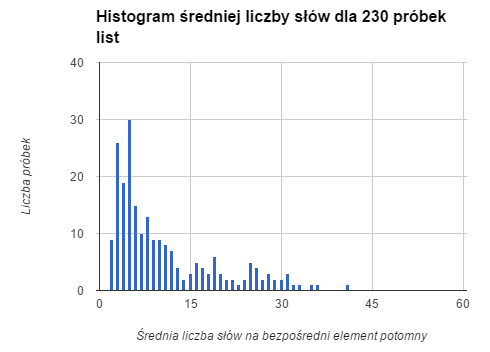 Histogram średniej liczby słów dla 230 próbek
list
40
30
20
10
0
Liczba próbek
0 15 30 45 60
Średnia liczba słów na bezpośredni element potomny